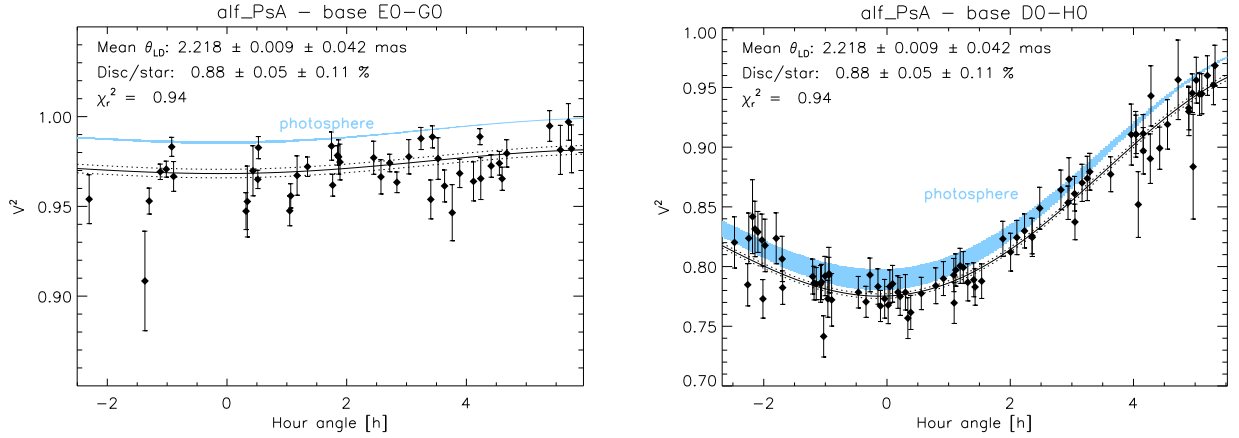 alf_PsA – base E0–G0
Mean θLD: 2.218 ± 0.009 ± 0.042 mas
Disc/star: 0.88 ± 0.05 ± 0.11 %
χr² = 0.94
photosphere
V²
1.00
0.95
0.90
−2 0 2 4
Hour angle [h]
alf_PsA – base D0–H0
Mean θLD: 2.218 ± 0.009 ± 0.042 mas
Disc/star: 0.88 ± 0.05 ± 0.11 %
χr² = 0.94
photosphere
V²
1.00
0.95
0.90
0.85
0.80
0.75
0.70
−2 0 2 4
Hour angle [h]